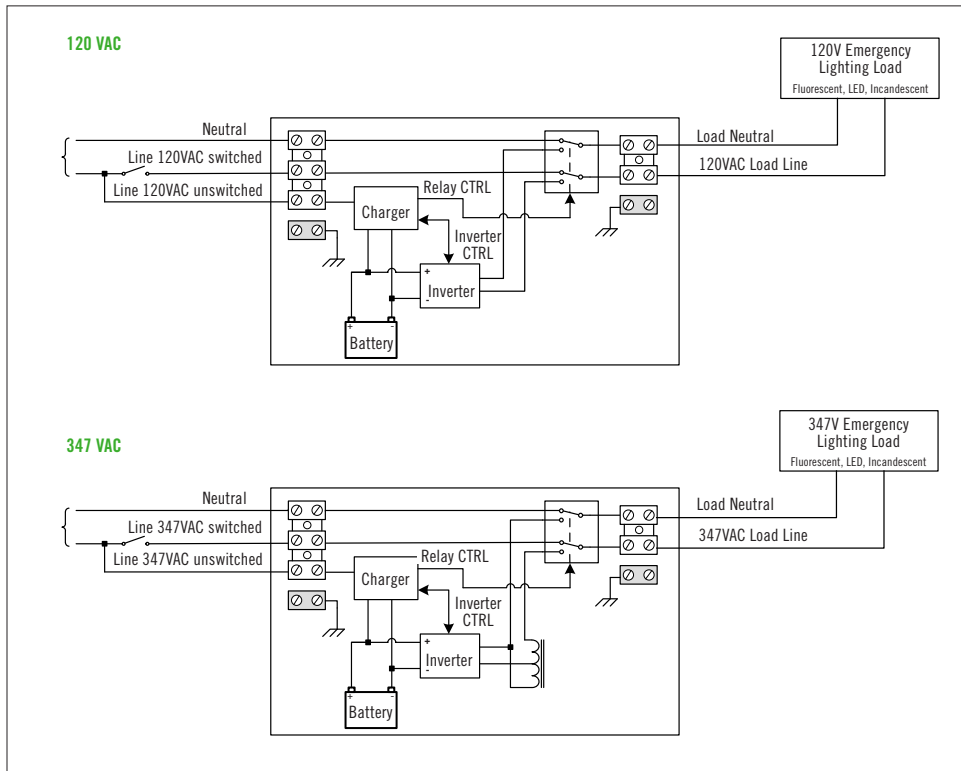 120 VAC
120V Emergency
Lighting Load
Fluorescent, LED, Incandescent
Neutral
Line 120VAC switched
Line 120VAC unswitched
Load Neutral
120VAC Load Line
Relay CTRL
Charger
Inverter
CTRL
+
-
Inverter
+ -
Battery
347 VAC
347V Emergency
Lighting Load
Fluorescent, LED, Incandescent
Neutral
Line 347VAC switched
Line 347VAC unswitched
Load Neutral
347VAC Load Line
Relay CTRL
Charger
Inverter
CTRL
+
-
Inverter
+ -
Battery